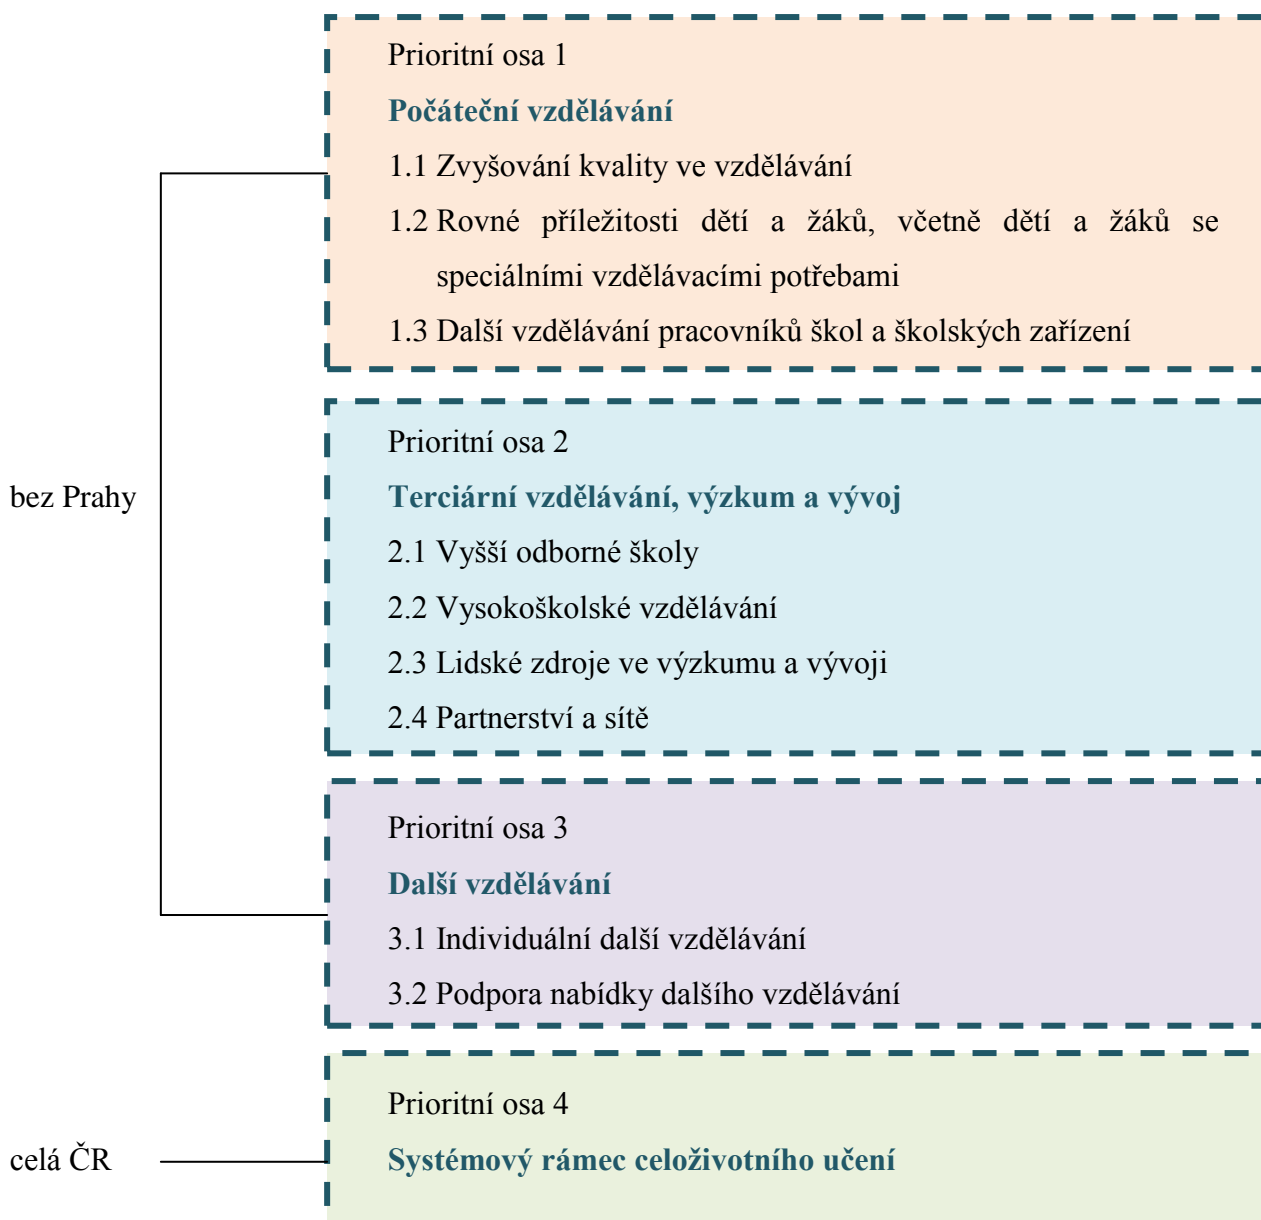 Prioritní osa 1
Počáteční vzdělávání
1.1 Zvyšování kvality ve vzdělávání
1.2 Rovné příležitosti dětí a žáků, včetně dětí a žáků se
speciálními vzdělávacími potřebami
1.3 Další vzdělávání pracovníků škol a školských zařízení
bez Prahy
Prioritní osa 2
Terciární vzdělávání, výzkum a vývoj
2.1 Vyšší odborné školy
2.2 Vysokoškolské vzdělávání
2.3 Lidské zdroje ve výzkumu a vývoji
2.4 Partnerství a sítě
Prioritní osa 3
Další vzdělávání
3.1 Individuální další vzdělávání
3.2 Podpora nabídky dalšího vzdělávání
celá ČR
Prioritní osa 4
Systémový rámec celoživotního učení